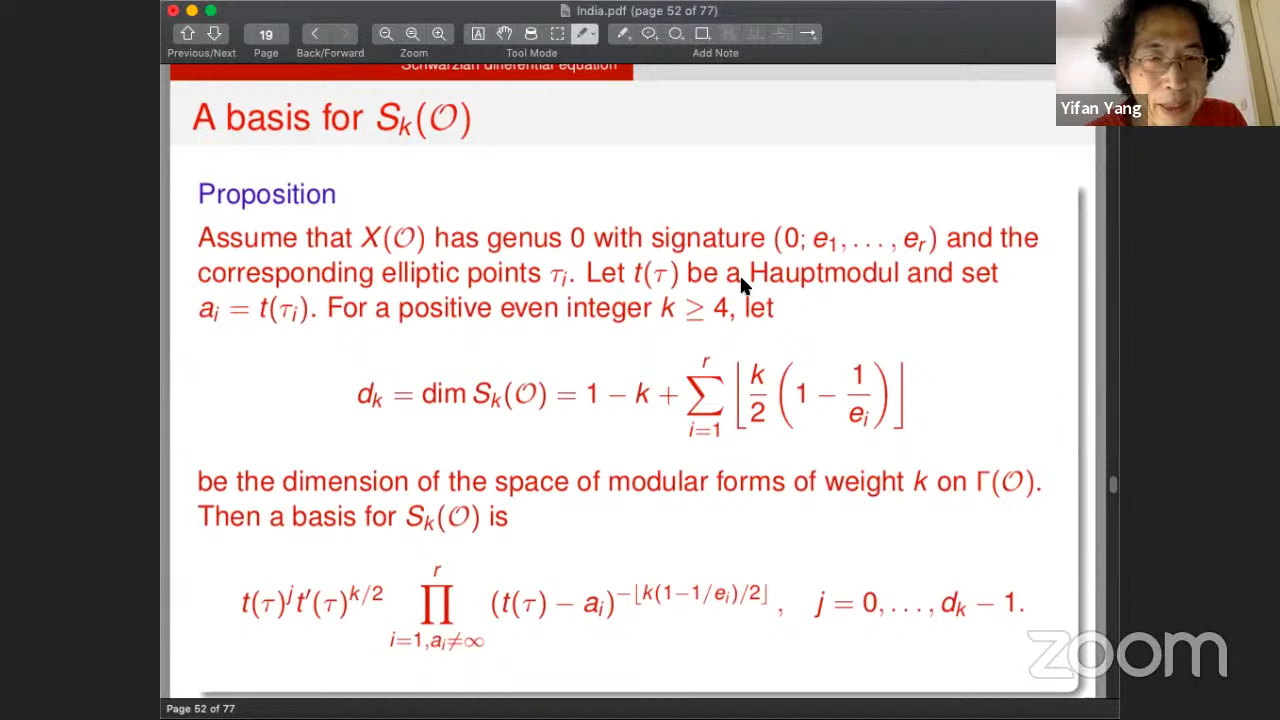 India.pdf (page 52 of 77)
19
Previous/Next Page Back/Forward Zoom Tool Mode Add Note
Schwarzian differential equation
A basis for S_k(𝒪)
Yifan Yang
Proposition
Assume that X(𝒪) has genus 0 with signature (0; e_1, . . . , e_r) and the
corresponding elliptic points τ_i. Let t(τ) be a Hauptmodul and set
a_i = t(τ_i). For a positive even integer k ≥ 4, let
d_k = dim S_k(𝒪) = 1 − k + ∑_{i=1}^{r} ⌊ k/2 ( 1 − 1/e_i ) ⌋
be the dimension of the space of modular forms of weight k on Γ(𝒪).
Then a basis for S_k(𝒪) is
t(τ)^j t′(τ)^{k/2} ∏_{i=1, a_i≠∞}^{r} (t(τ) − a_i)^{−⌊k(1−1/e_i)/2⌋}, j = 0, . . . , d_k − 1.
zoom
Page 52 of 77